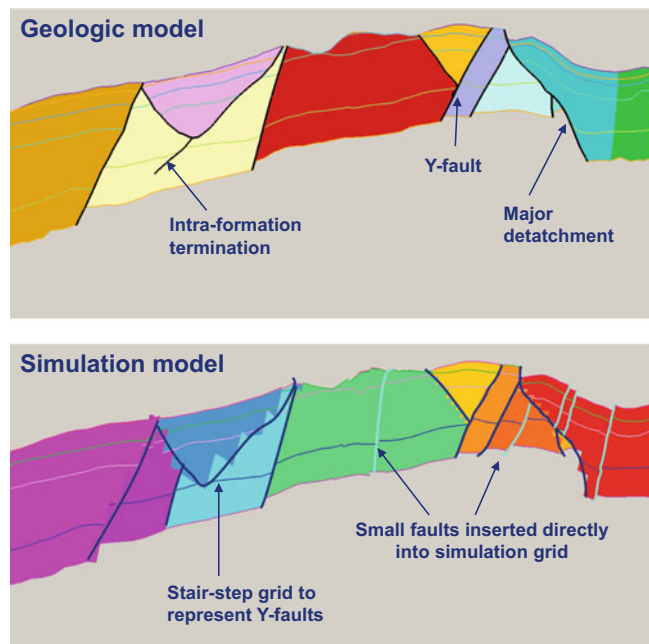 Geologic model
Y-fault
Intra-formation
termination
Major
detatchment
Simulation model
Small faults inserted directly
into simulation grid
Stair-step grid to
represent Y-faults